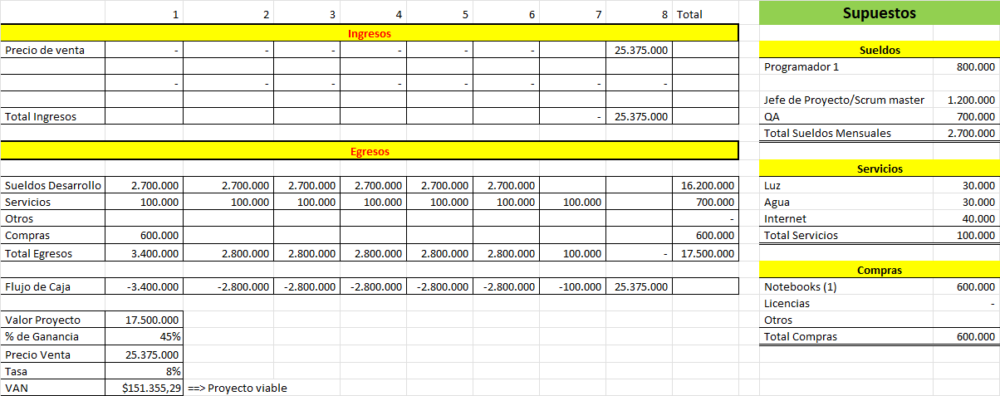 1 2 3 4 5 6 7 8 Total
Ingresos
Precio de venta - - - - - - 25.375.000
- - - - - - - -
Total Ingresos - 25.375.000
Egresos
Sueldos Desarrollo 2.700.000 2.700.000 2.700.000 2.700.000 2.700.000 2.700.000 16.200.000
Servicios 100.000 100.000 100.000 100.000 100.000 100.000 100.000 700.000
Otros -
Compras 600.000 600.000
Total Egresos 3.400.000 2.800.000 2.800.000 2.800.000 2.800.000 2.800.000 100.000 - 17.500.000
Flujo de Caja -3.400.000 -2.800.000 -2.800.000 -2.800.000 -2.800.000 -2.800.000 -100.000 25.375.000
Valor Proyecto 17.500.000
% de Ganancia 45%
Precio Venta 25.375.000
Tasa 8%
VAN $151.355,29 ==> Proyecto viable
Supuestos
Sueldos
Programador 1 800.000
Jefe de Proyecto/Scrum master 1.200.000
QA 700.000
Total Sueldos Mensuales 2.700.000
Servicios
Luz 30.000
Agua 30.000
Internet 40.000
Total Servicios 100.000
Compras
Notebooks (1) 600.000
Licencias -
Otros
Total Compras 600.000